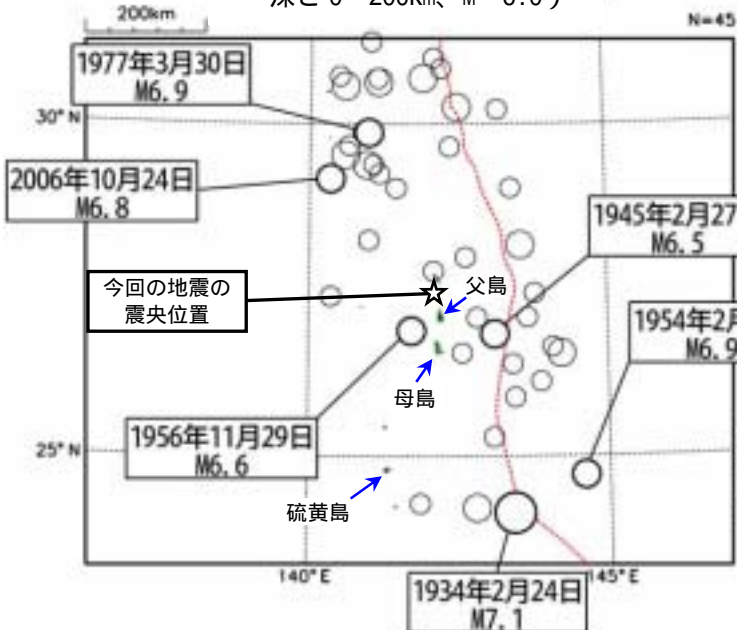 200km
N=45
1977年3月30日
M6.9
30°N
2006年10月24日
M6.8
1945年2月27
M6.5
今回の地震の
震央位置
父島
1954年2月
M6.9
母島
1956年11月29日
M6.6
25°N
硫黄島
140°E
145°E
1934年2月24日
M7.1